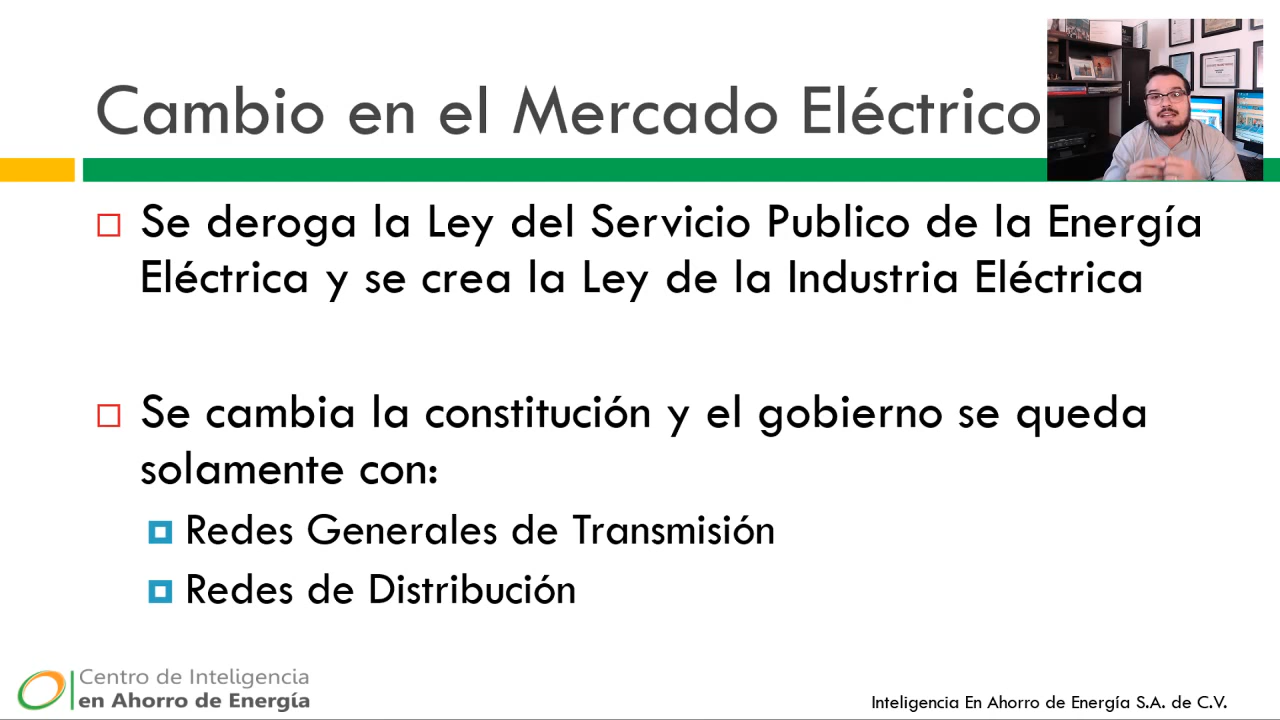 Cambio en el Mercado Eléctrico
Se deroga la Ley del Servicio Publico de la Energía
Eléctrica y se crea la Ley de la Industria Eléctrica
Se cambia la constitución y el gobierno se queda
solamente con:
Redes Generales de Transmisión
Redes de Distribución
Centro de Inteligencia
en Ahorro de Energía
Inteligencia En Ahorro de Energía S.A. de C.V.